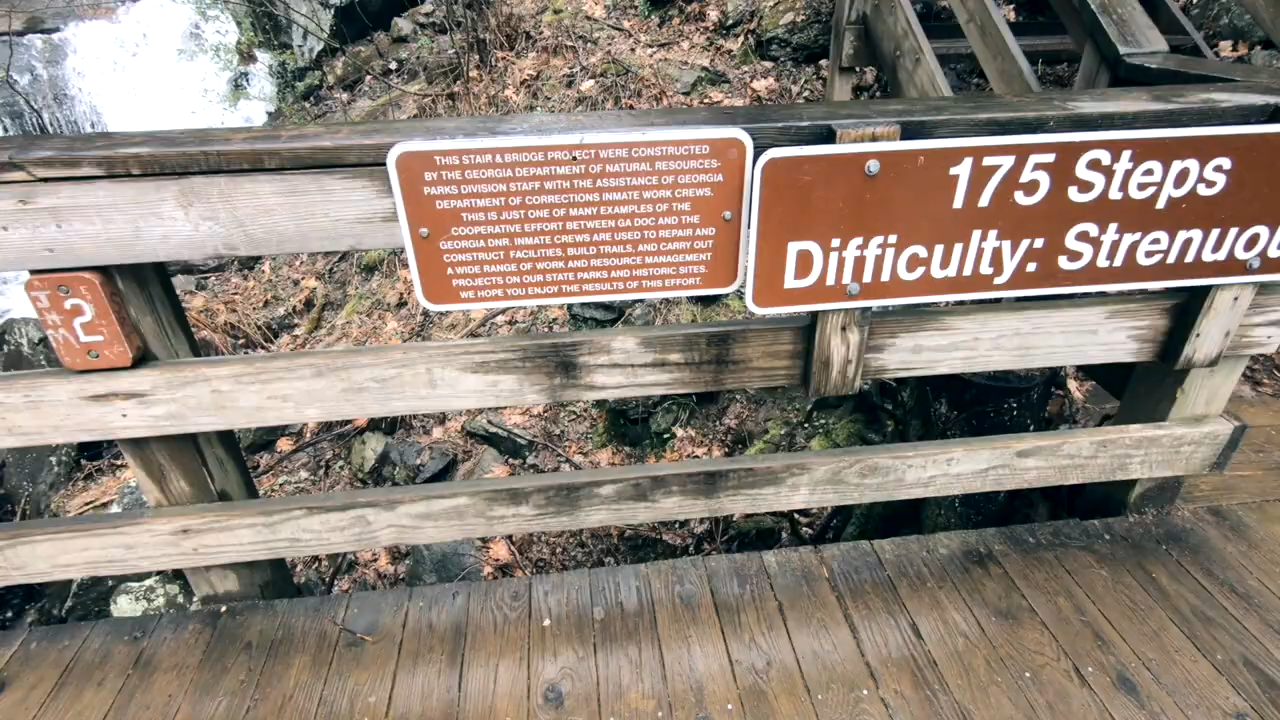 THIS STAIR & BRIDGE PROJECT WERE CONSTRUCTED
BY THE GEORGIA DEPARTMENT OF NATURAL RESOURCES-
PARKS DIVISION STAFF WITH THE ASSISTANCE OF GEORGIA
DEPARTMENT OF CORRECTIONS INMATE WORK CREWS.
THIS IS JUST ONE OF MANY EXAMPLES OF THE
COOPERATIVE EFFORT BETWEEN GA DOC AND THE
GEORGIA DNR. INMATE CREWS ARE USED TO REPAIR AND
CONSTRUCT FACILITIES, BUILD TRAILS, AND CARRY OUT
A WIDE RANGE OF WORK AND RESOURCE MANAGEMENT
PROJECTS ON OUR STATE PARKS AND HISTORIC SITES.
WE HOPE YOU ENJOY THE RESULTS OF THIS EFFORT.
175 Steps
Difficulty: Strenuou
2